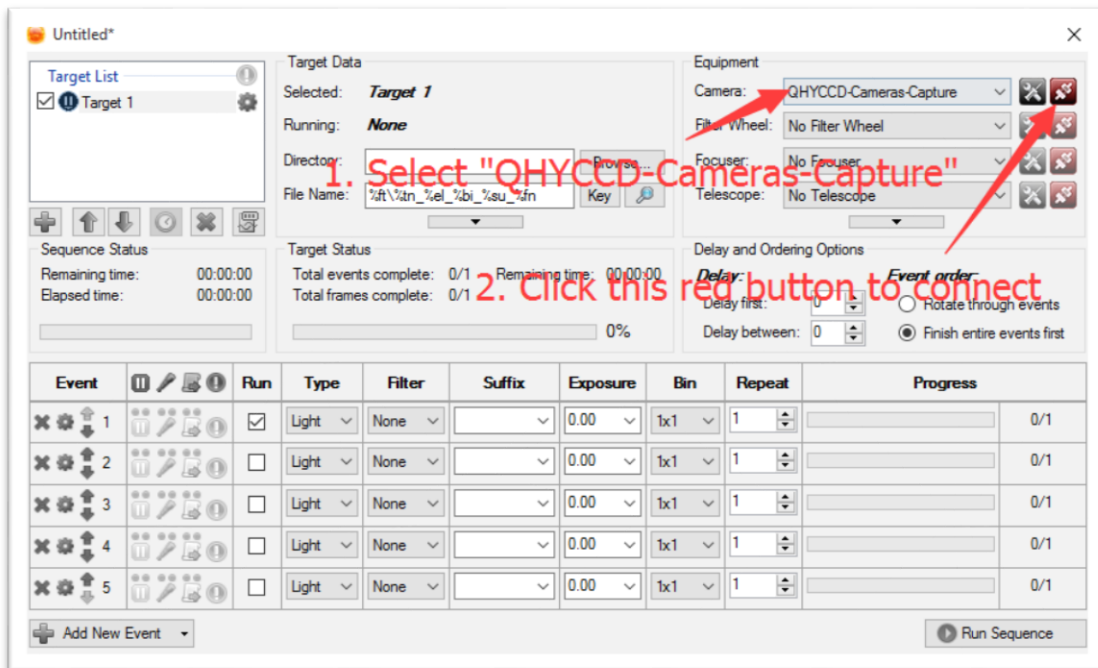 Untitled*
Target List
Target 1
Target Data
Selected: Target 1
Running: None
Directory: Browse...
File Name: %ft\%tn_%el_%bi_%su_%fn Key
Equipment
Camera: QHYCCD-Cameras-Capture
Filter Wheel: No Filter Wheel
Focuser: No Focuser
Telescope: No Telescope
1. Select "QHYCCD-Cameras-Capture"
Sequence Status
Remaining time: 00:00:00
Elapsed time: 00:00:00
Target Status
Total events complete: 0/1 Remaining time: 00:00:00
Total frames complete: 0/1
0%
2. Click this red button to connect
Delay and Ordering Options
Delay: Event order:
Delay first: 0 Rotate through events
Delay between: 0 Finish entire events first
Event Run Type Filter Suffix Exposure Bin Repeat Progress
1 Light None 0.00 1x1 1 0/1
2 Light None 0.00 1x1 1 0/1
3 Light None 0.00 1x1 1 0/1
4 Light None 0.00 1x1 1 0/1
5 Light None 0.00 1x1 1 0/1
Add New Event Run Sequence